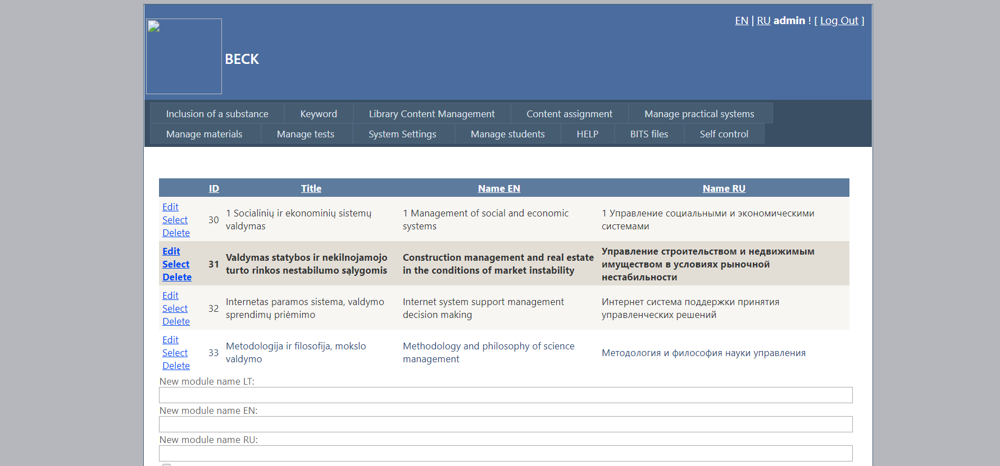 EN | RU admin ! [ Log Out ]
BECK
Inclusion of a substance Keyword Library Content Management Content assignment Manage practical systems
Manage materials Manage tests System Settings Manage students HELP BITS files Self control
ID Title Name EN Name RU
Edit
Select
Delete
30
1 Socialinių ir ekonominių sistemų
valdymas
1 Management of social and economic
systems
1 Управление социальными и экономическими
системами
Edit
Select
Delete
31
Valdymas statybos ir nekilnojamojo
turto rinkos nestabilumo sąlygomis
Construction management and real estate
in the conditions of market instability
Управление строительством и недвижимым
имуществом в условиях рыночной
нестабильности
Edit
Select
Delete
32
Internetas paramos sistema, valdymo
sprendimų priėmimo
Internet system support management
decision making
Интернет система поддержки принятия
управленческих решений
Edit
Select
Delete
33
Metodologija ir filosofija, mokslo
valdymo
Methodology and philosophy of science
management
Методология и философия науки управления
New module name LT:
New module name EN:
New module name RU: